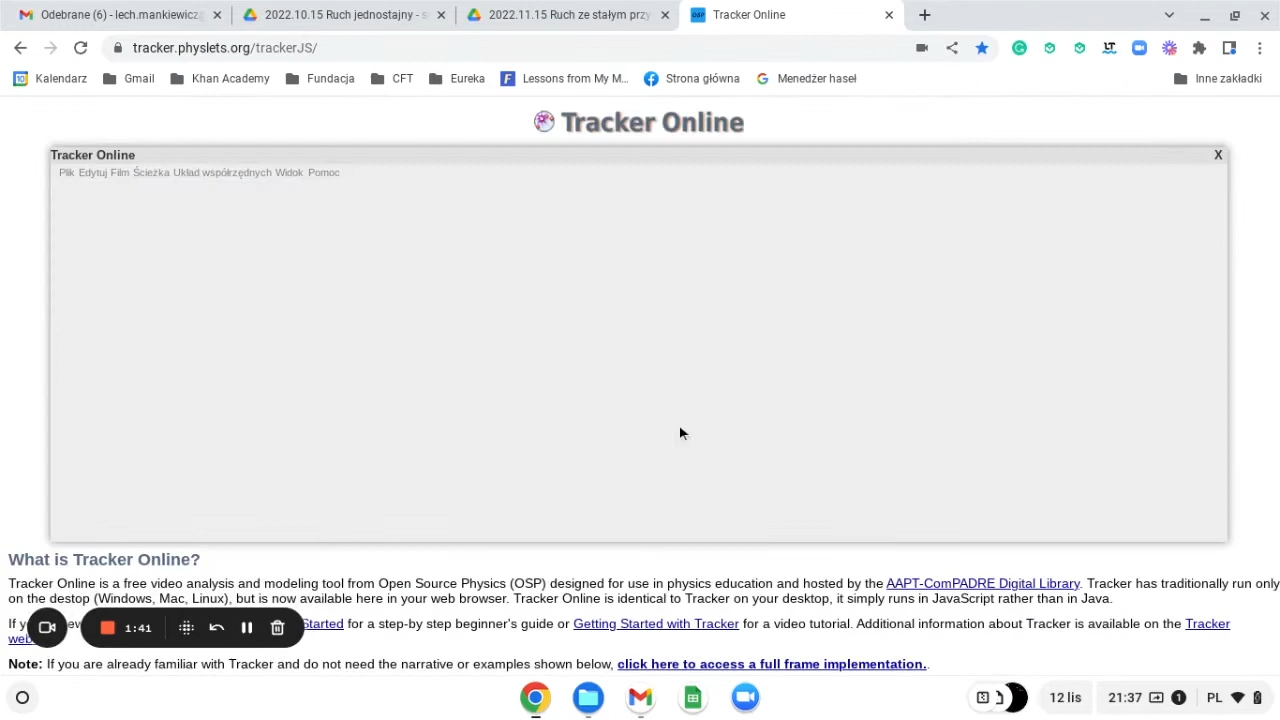 Odebrane (6) - lech.mankiewicz 2022.10.15 Ruch jednostajny - s 2022.11.15 Ruch ze stałym przy Tracker Online
tracker.physlets.org/trackerJS/
Kalendarz Gmail Khan Academy Fundacja CFT Eureka Lessons from My M... Strona główna Menedżer haseł Inne zakładki
Tracker Online
Tracker Online X
Plik Edytuj Film Ścieżka Układ współrzędnych Widok Pomoc
What is Tracker Online?
Tracker Online is a free video analysis and modeling tool from Open Source Physics (OSP) designed for use in physics education and hosted by the AAPT-ComPADRE Digital Library. Tracker has traditionally run only
on the destop (Windows, Mac, Linux), but is now available here in your web browser. Tracker Online is identical to Tracker on your desktop, it simply runs in JavaScript rather than in Java.
If Started for a step-by step beginner's guide or Getting Started with Tracker for a video tutorial. Additional information about Tracker is available on the Tracker
web
1:41
Note: If you are already familiar with Tracker and do not need the narrative or examples shown below, click here to access a full frame implementation..
12 lis 21:37 1 PL